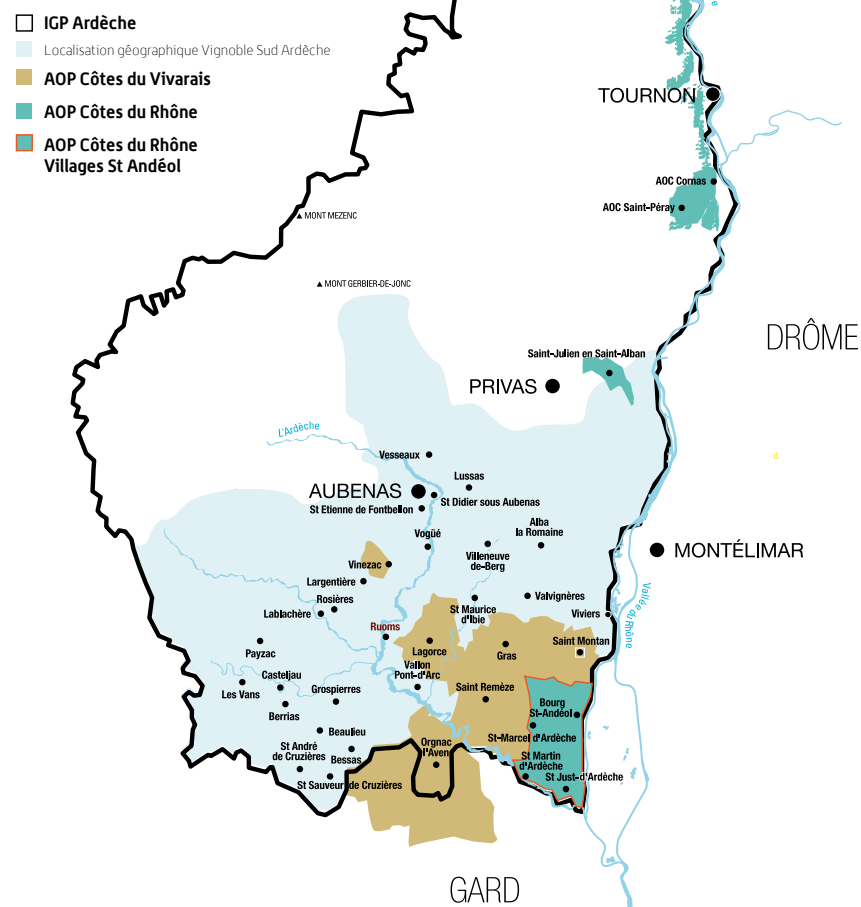 IGP Ardèche
Localisation géographique Vignoble Sud Ardèche
AOP Côtes du Vivarais
AOP Côtes du Rhône
AOP Côtes du Rhône
Villages St Andéol
TOURNON
AOC Cornas
AOC Saint-Péray
▲ MONT MEZENC
▲ MONT GERBIER-DE-JONC
DRÔME
Saint-Julien en Saint-Alban
PRIVAS
L'Ardèche
d
Vesseaux
Lussas
AUBENAS
St Didier sous Aubenas
St Etienne de Fontbellon
Alba
la Romaine
Vogüé
Villeneuve
de-Berg
MONTÉLIMAR
Vinezac
Largentière
Rosières
Lablachère
St Maurice
d'Ibie
Valvignères
Viviers
Vallée du Rhône
Ruoms
Lagorce
Gras
Saint Montan
Payzac
Vallon
Pont-d'Arc
Casteljau
Les Vans
Grospierres
Saint Remèze
Berrias
Bourg
St-Andéol
Beaulieu
St-Marcel d'Ardèche
Orgnac
l'Aven
St André
de Cruzières
Bessas
St Martin
d'Ardèche
St Just-d'Ardèche
St Sauveur de Cruzières
GARD